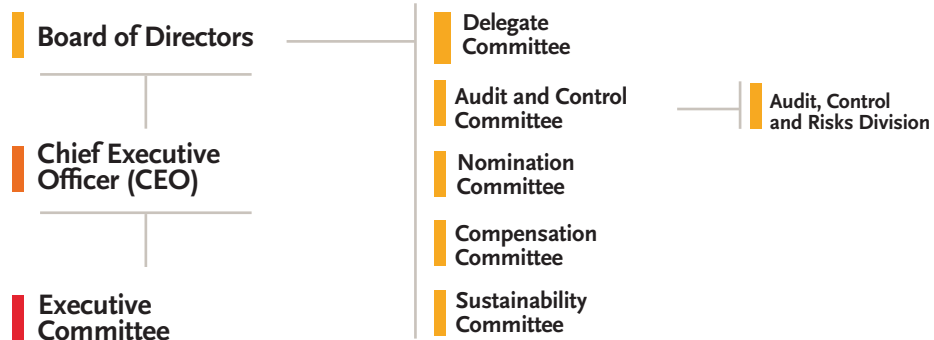 Board of Directors
Delegate
Committee
Audit and Control
Committee
Audit, Control
and Risks Division
Chief Executive
Officer (CEO)
Nomination
Committee
Compensation
Committee
Executive
Committee
Sustainability
Committee